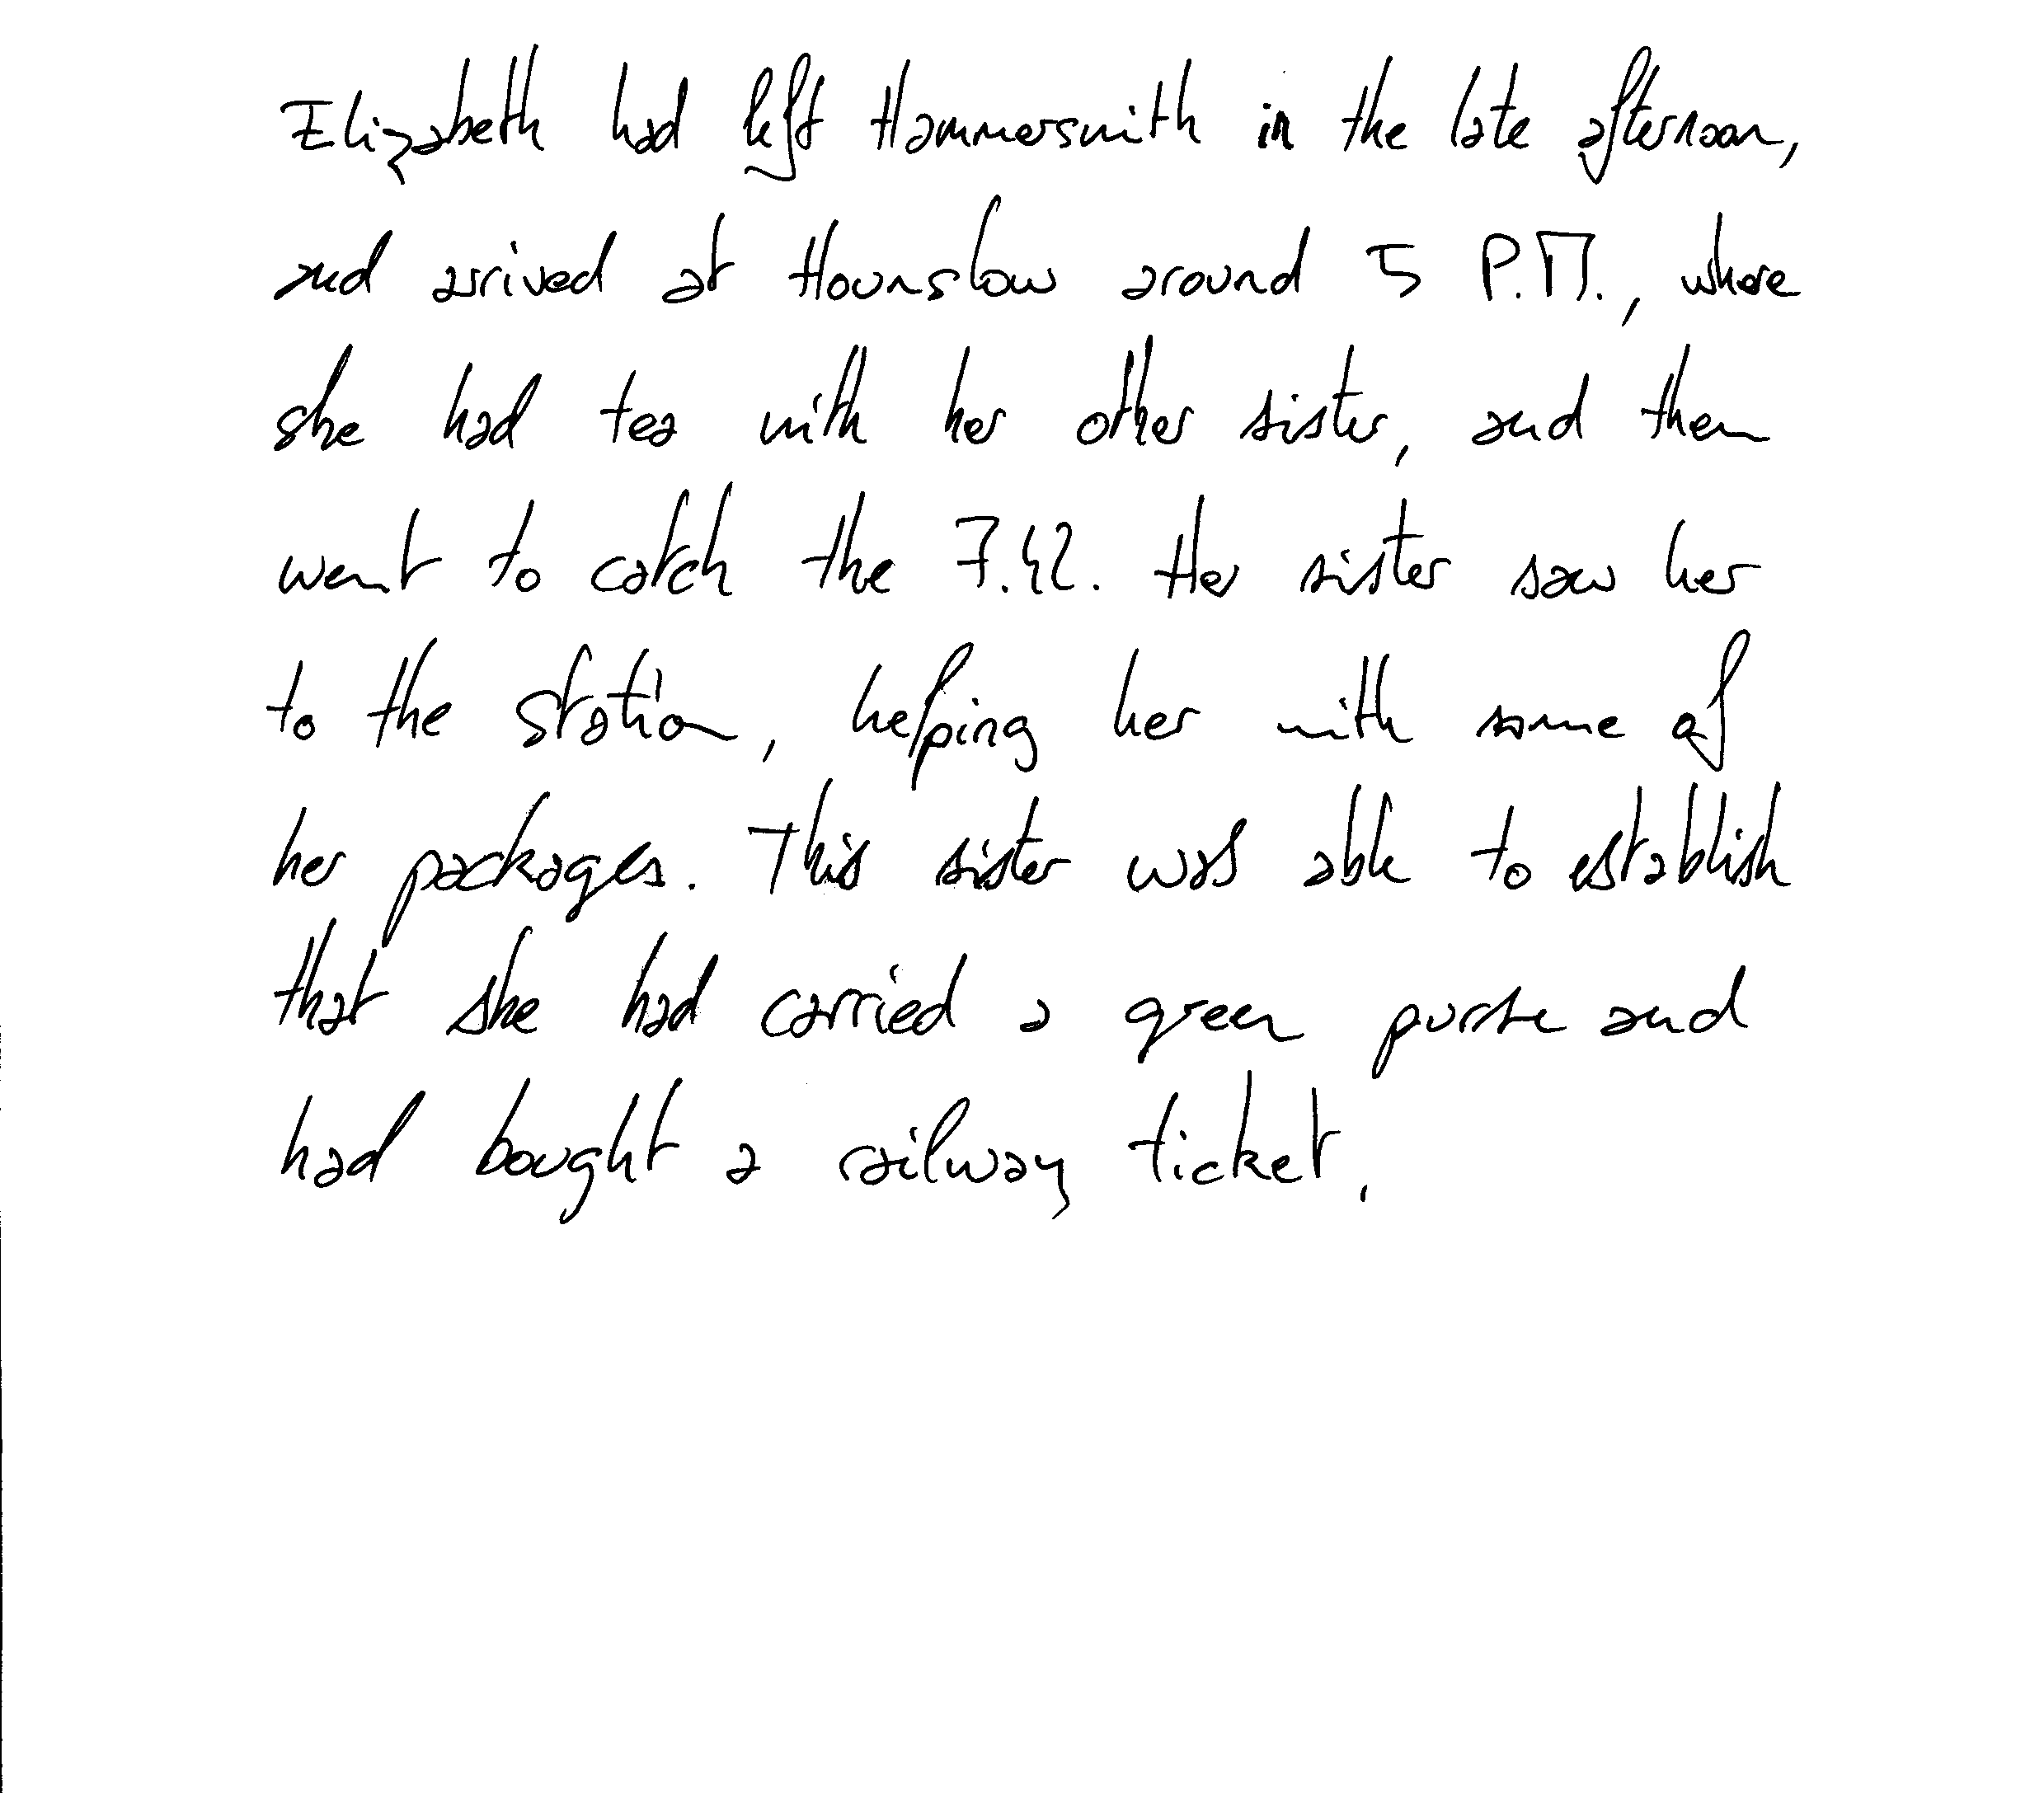 Elizabeth had left Hammersmith in the late afternoon,
and arrived at Hounslow around 5 P.M., where
she had tea with her other sister, and then
went to catch the 7.42. Her sister saw her
to the station, helping her with some of
her packages. This sister was able to establish
that she had carried a green purse and
had bought a railway ticket.